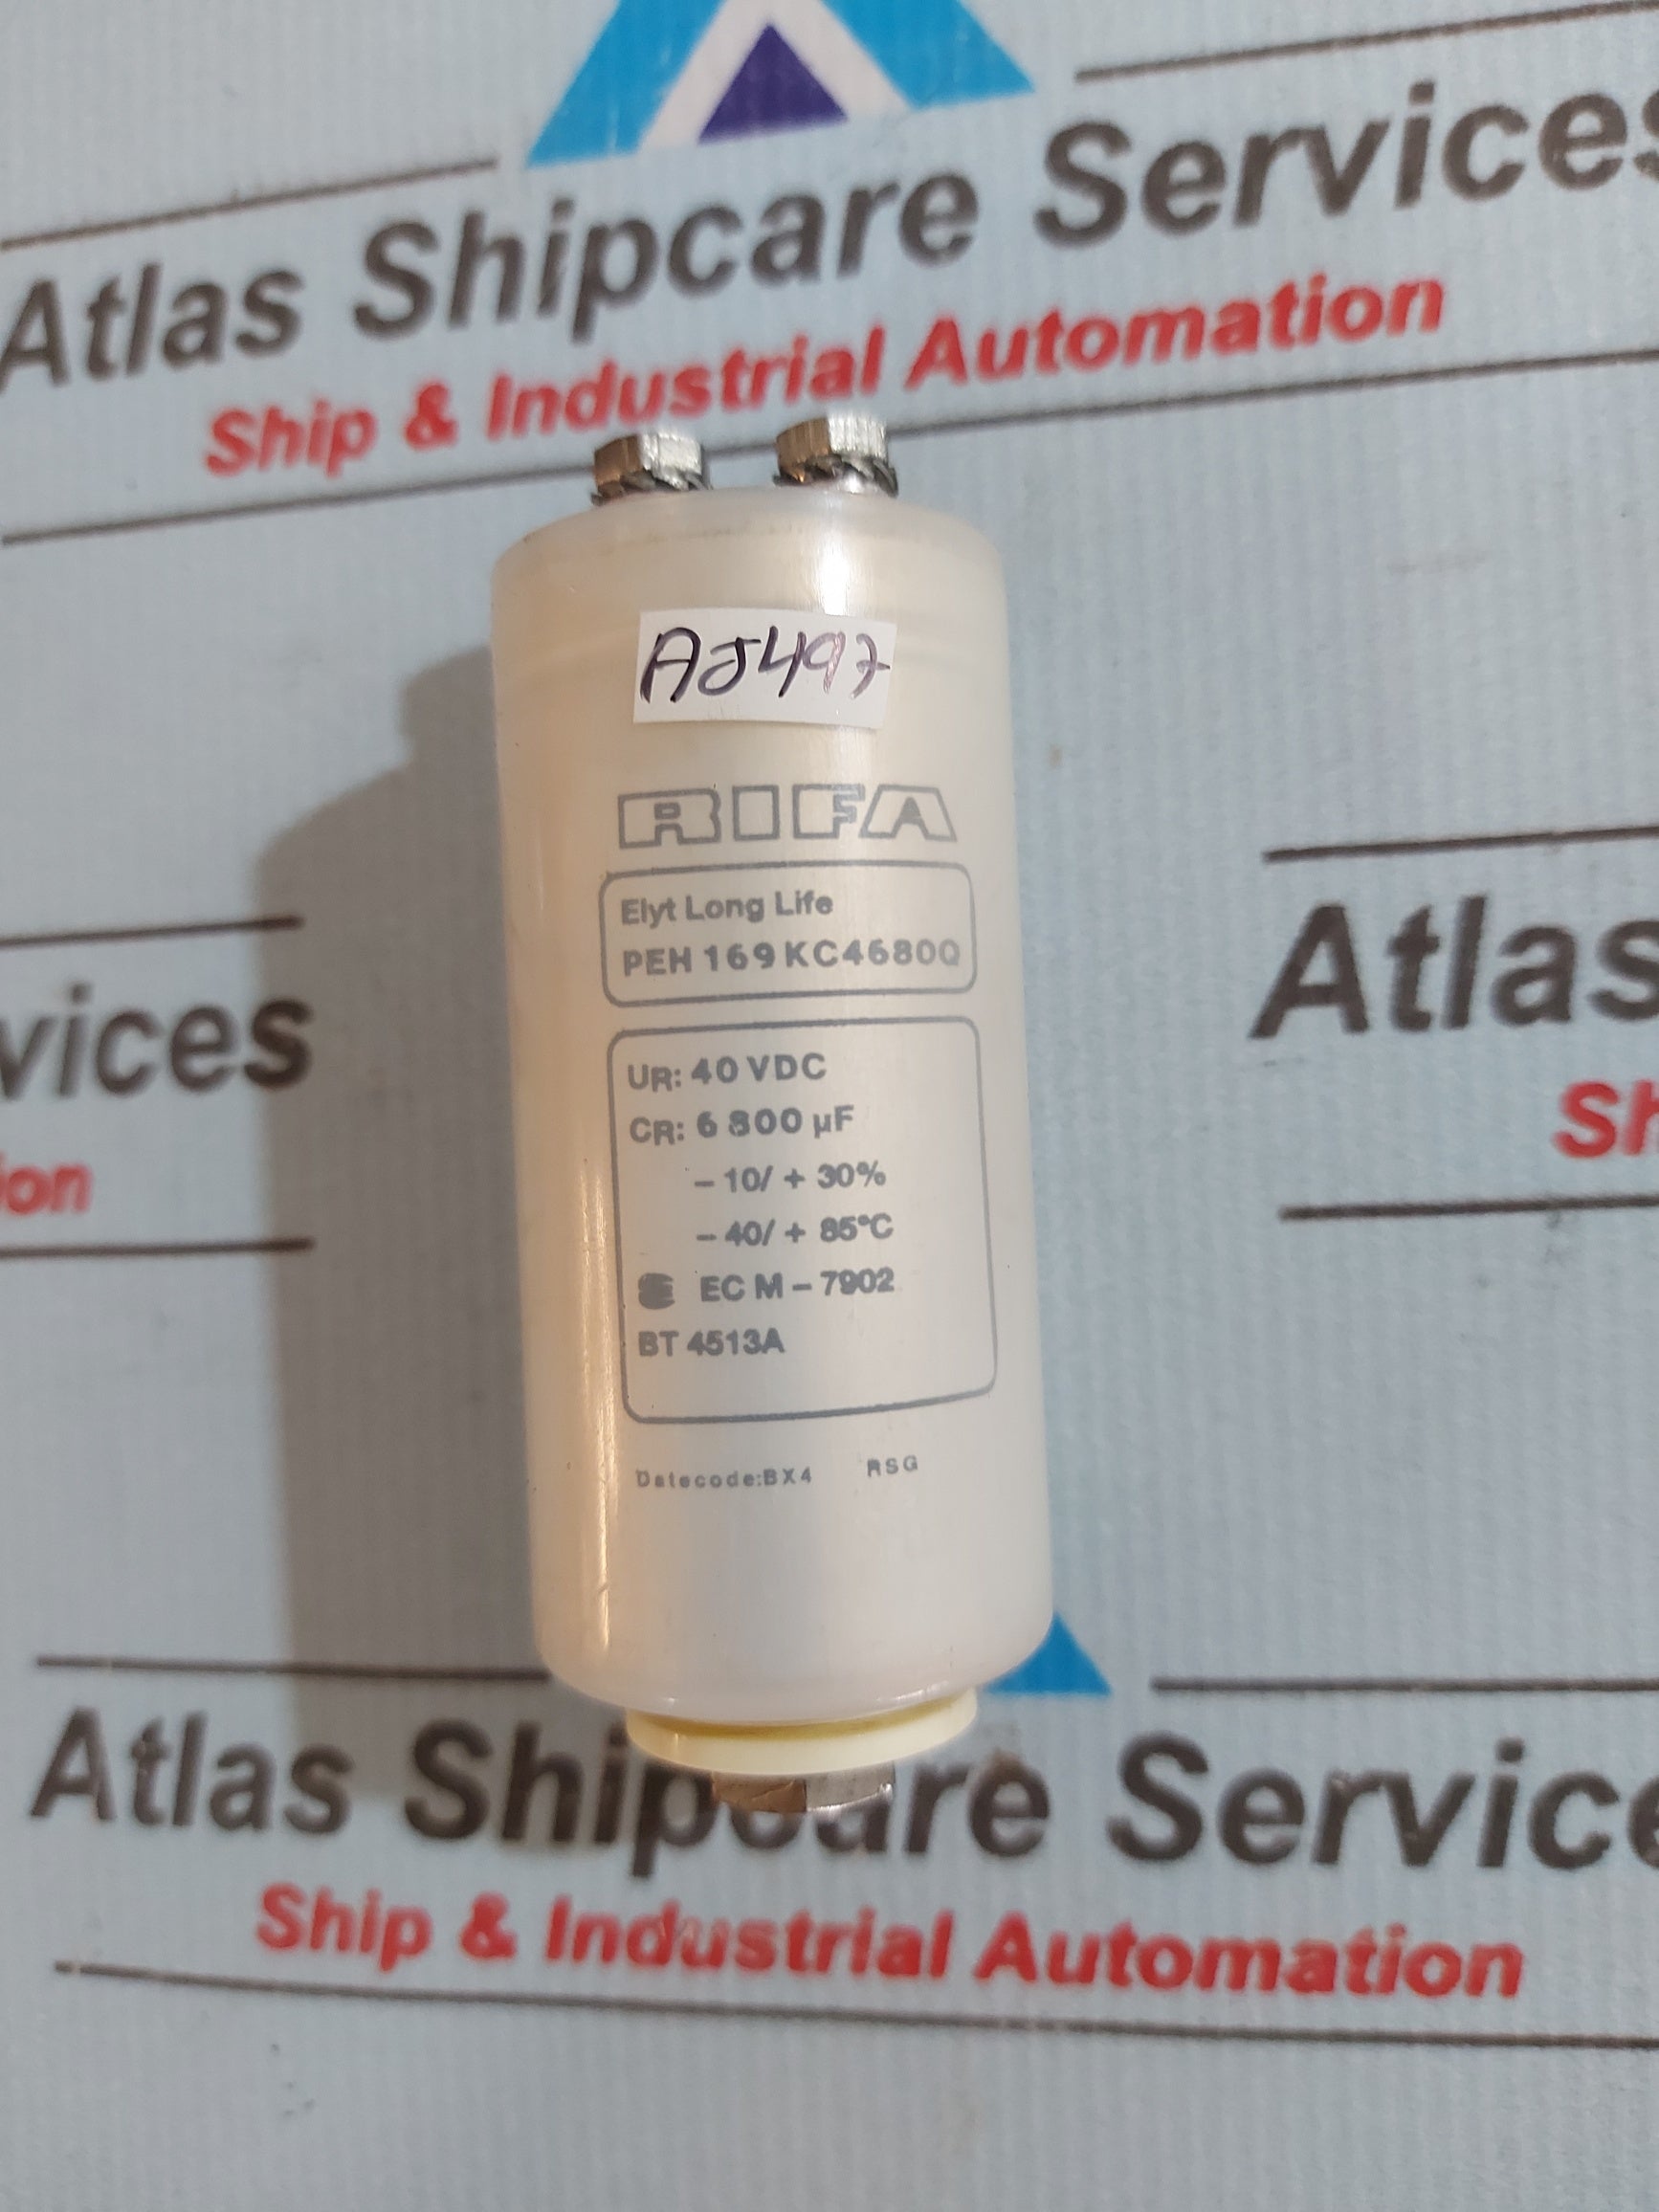 Atlas Shipcare Services
Ship & Industrial Automation
AJ497
RIFA
Elyt Long Life
PEH 169 KC4680Q
vices
ion
Atlas
Sh
UR: 40 VDC
CR: 6 800 µF
– 10/ + 30%
– 40/ + 85°C
EC M – 7902
BT 4513A
Datecode:BX4 RSG
Atlas Shipcare Service
Ship & Industrial Automation